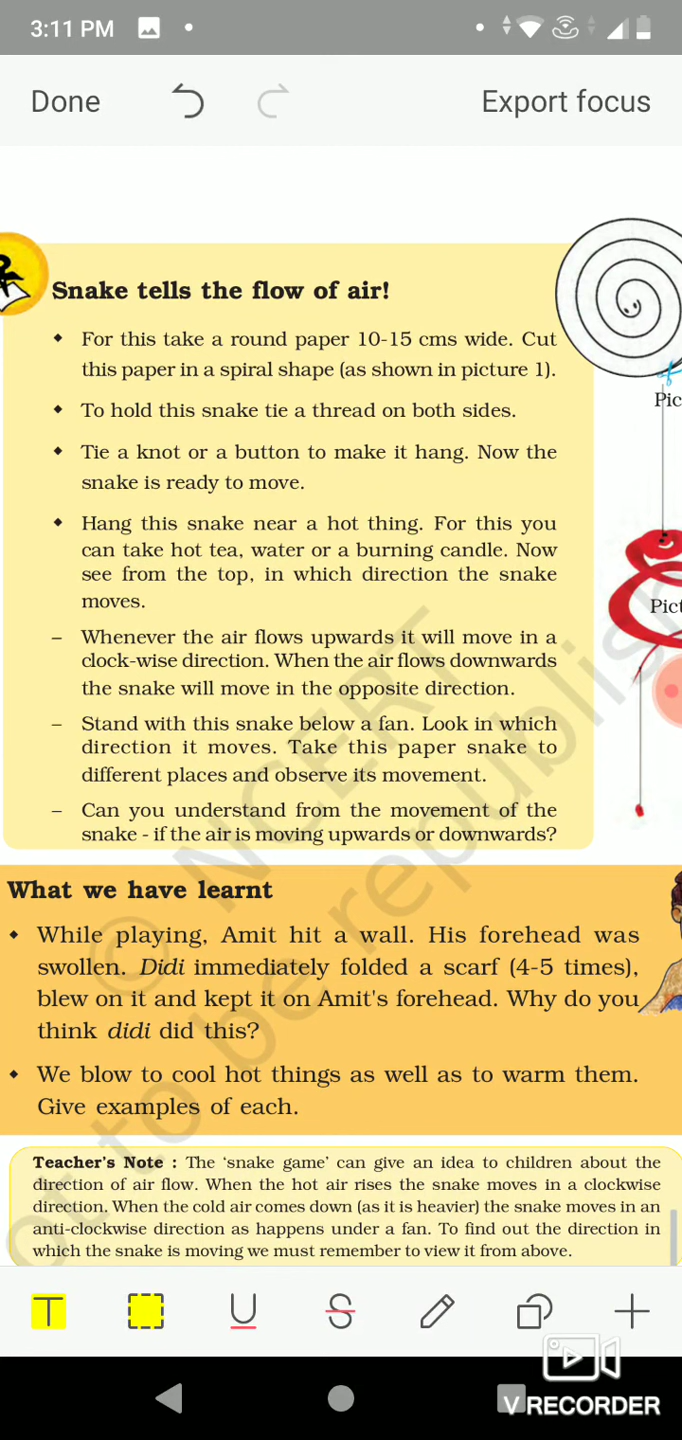 3:11 PM
Done
Export focus
Snake tells the flow of air!
◆ For this take a round paper 10-15 cms wide. Cut
this paper in a spiral shape (as shown in picture 1).
◆ To hold this snake tie a thread on both sides.
◆ Tie a knot or a button to make it hang. Now the
snake is ready to move.
◆ Hang this snake near a hot thing. For this you
can take hot tea, water or a burning candle. Now
see from the top, in which direction the snake
moves.
– Whenever the air flows upwards it will move in a
clock-wise direction. When the air flows downwards
the snake will move in the opposite direction.
– Stand with this snake below a fan. Look in which
direction it moves. Take this paper snake to
different places and observe its movement.
– Can you understand from the movement of the
snake - if the air is moving upwards or downwards?
Pic
Pict
What we have learnt
◆ While playing, Amit hit a wall. His forehead was
swollen. Didi immediately folded a scarf (4-5 times),
blew on it and kept it on Amit's forehead. Why do you
think didi did this?
◆ We blow to cool hot things as well as to warm them.
Give examples of each.
Teacher's Note : The 'snake game' can give an idea to children about the
direction of air flow. When the hot air rises the snake moves in a clockwise
direction. When the cold air comes down (as it is heavier) the snake moves in an
anti-clockwise direction as happens under a fan. To find out the direction in
which the snake is moving we must remember to view it from above.
© NCERT
not to be republish
T
U
S
V RECORDER